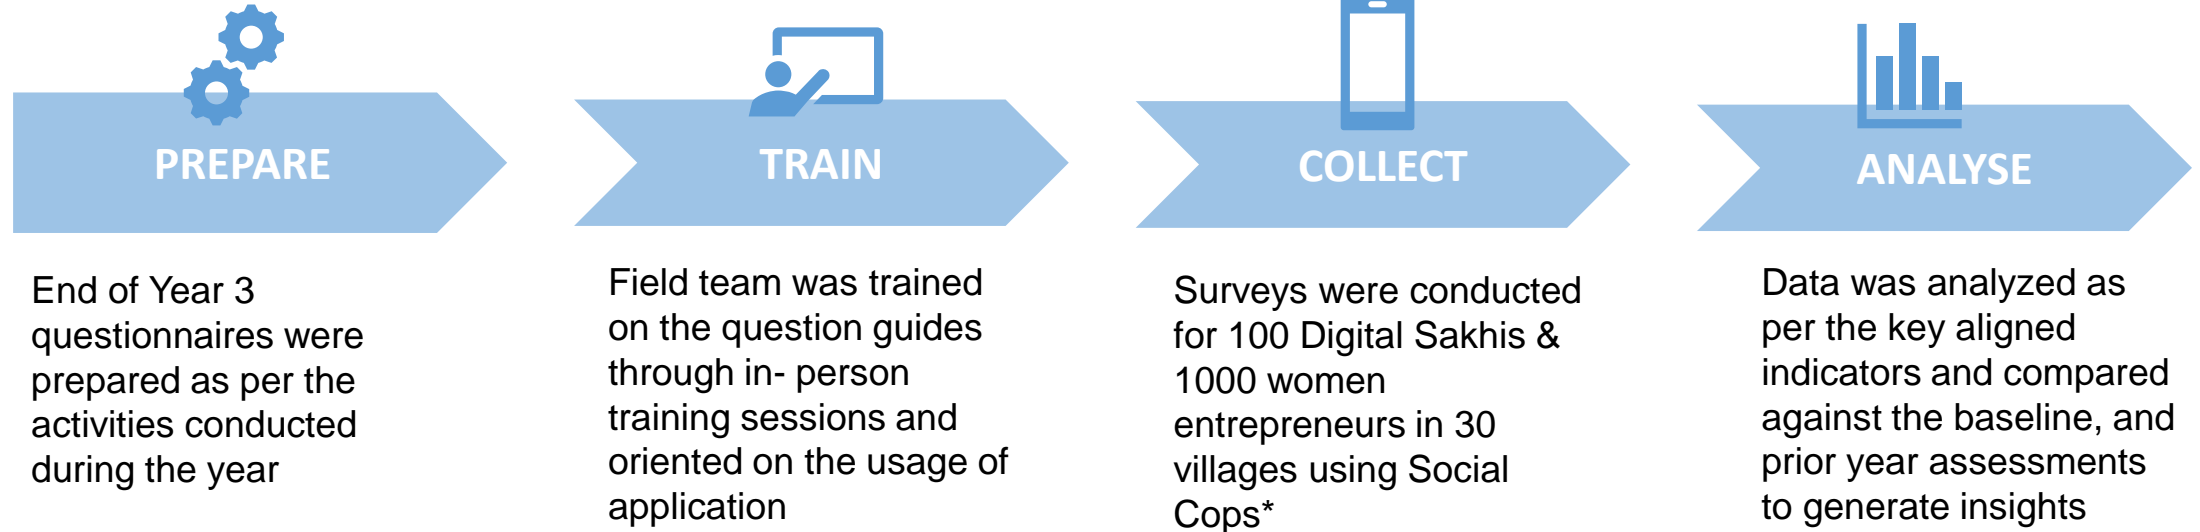 PREPARE
End of Year 3
questionnaires were
prepared as per the
activities conducted
during the year
TRAIN
Field team was trained
on the question guides
through in- person
training sessions and
oriented on the usage of
application
COLLECT
Surveys were conducted
for 100 Digital Sakhis &
1000 women
entrepreneurs in 30
villages using Social
Cops*
ANALYSE
Data was analyzed as
per the key aligned
indicators and compared
against the baseline, and
prior year assessments
to generate insights